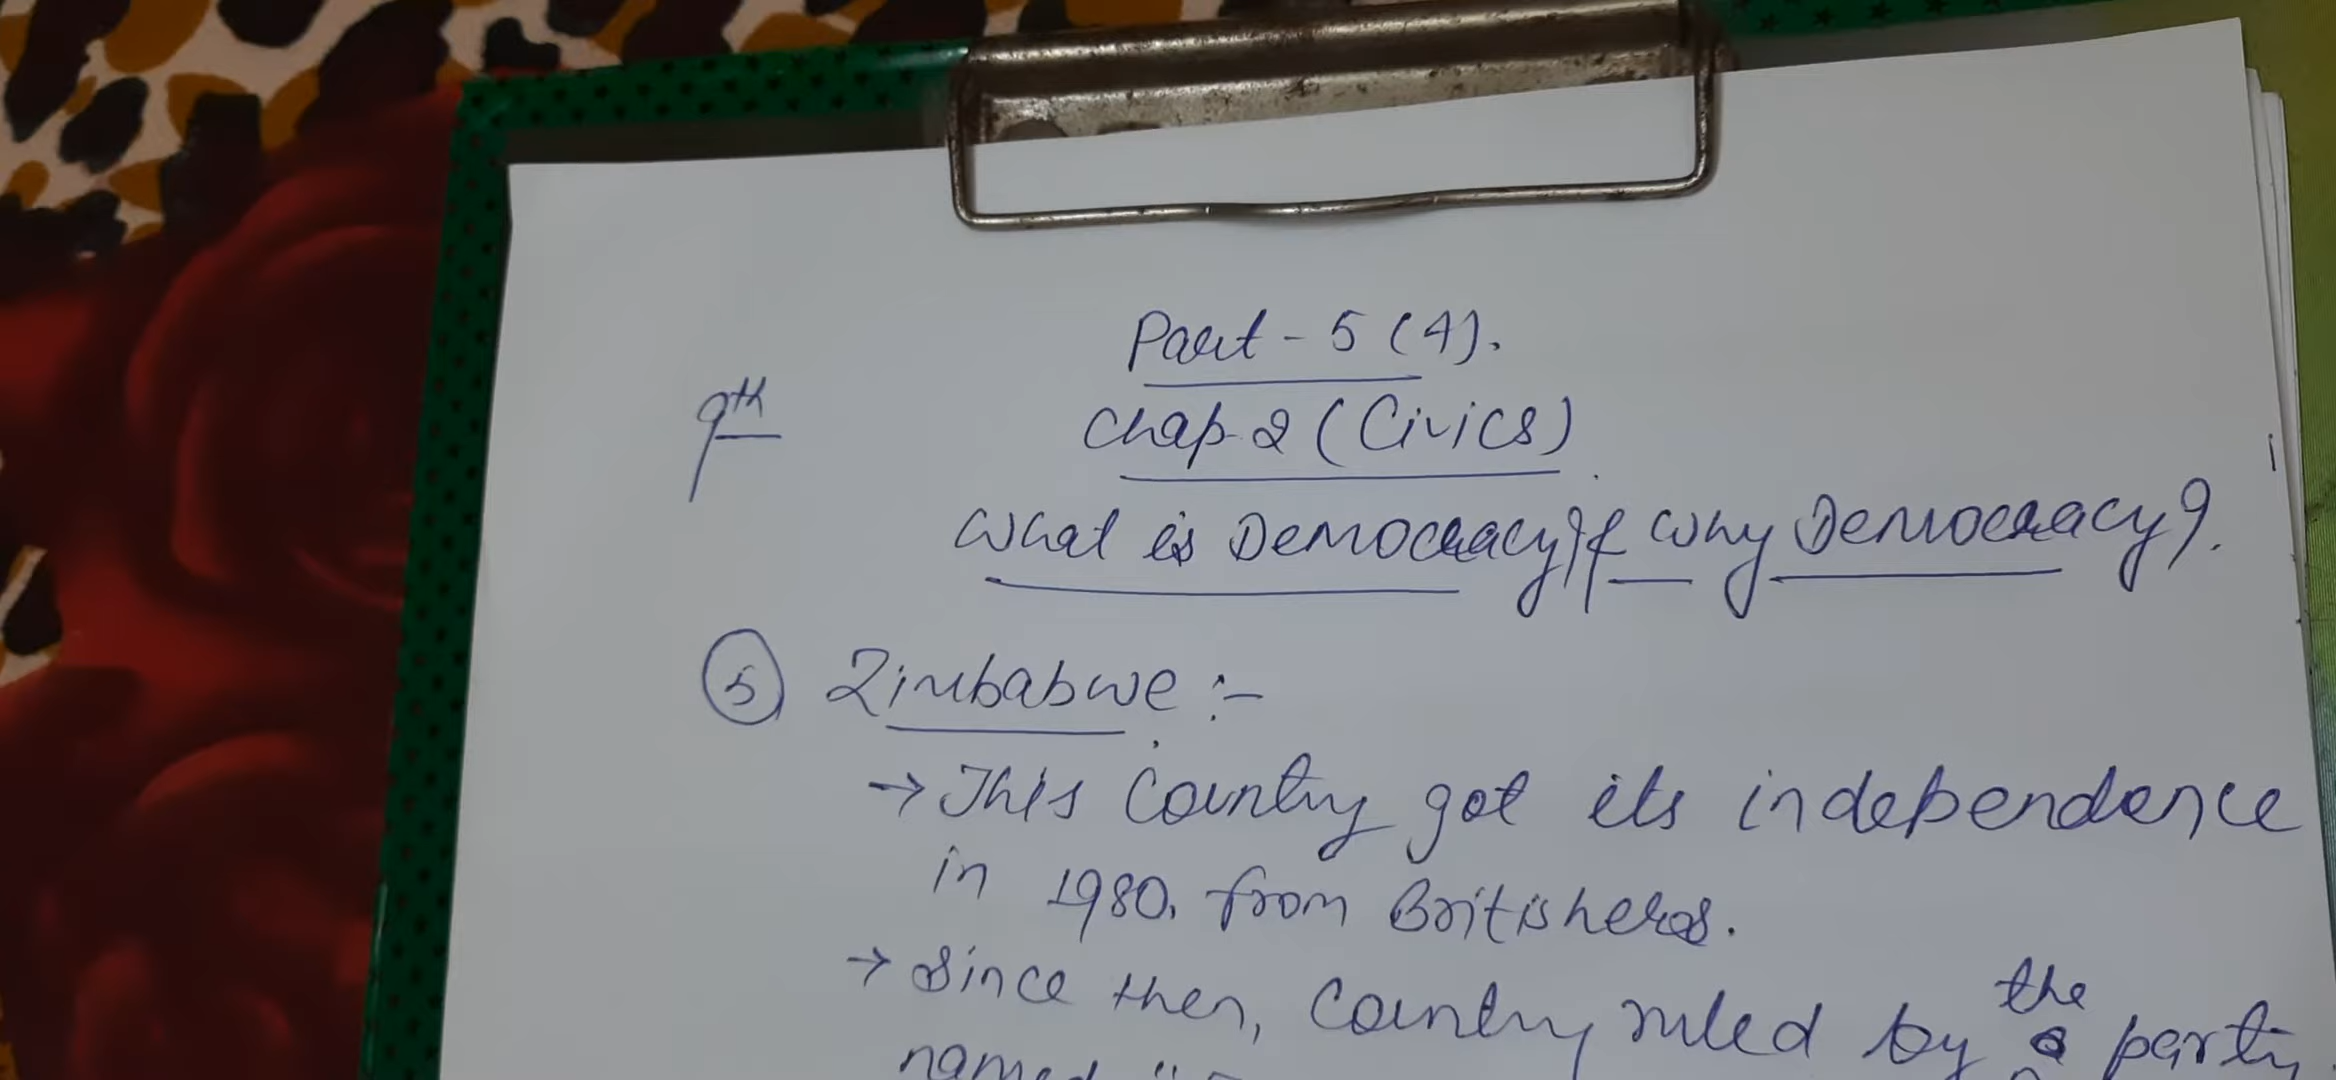 Part - 5 (4).
9th
Chap-2 (Civics)
What is Democracy? & Why Democracy?
5 Zimbabwe :-
→ This Country got its independence
in 1980. from Britishers.
→ Since then, Country ruled by the party
named "